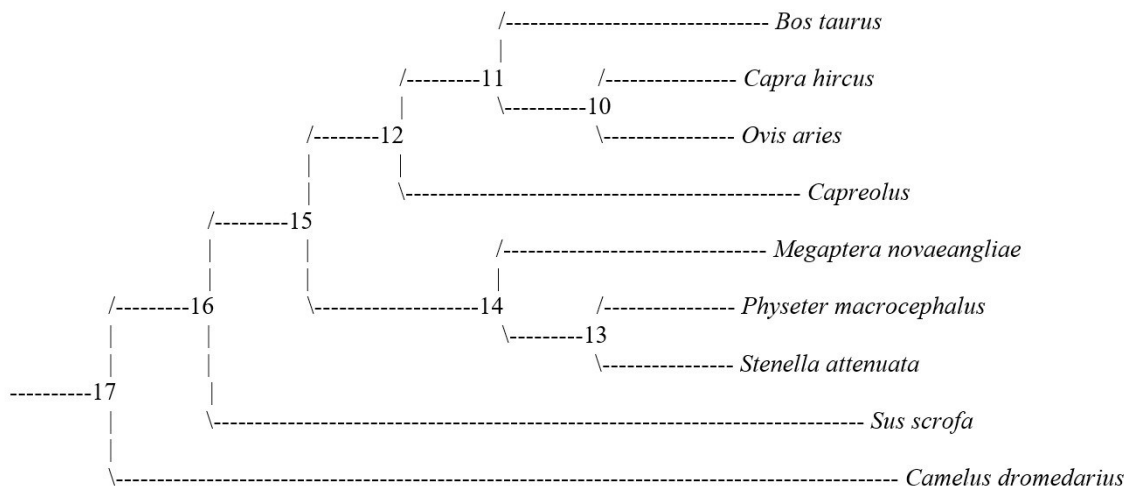 Bos taurus
11
Capra hircus
10
12
Ovis aries
Capreolus
15
Megaptera novaeangliae
16
14
Physeter macrocephalus
13
Stenella attenuata
17
Sus scrofa
Camelus dromedarius